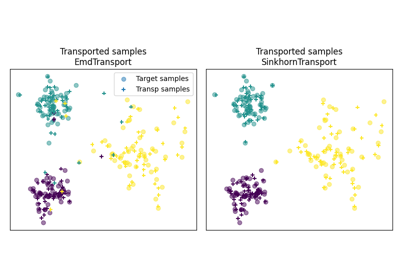 Transported samples
EmdTransport
Target samples
Transp samples
Transported samples
SinkhornTransport